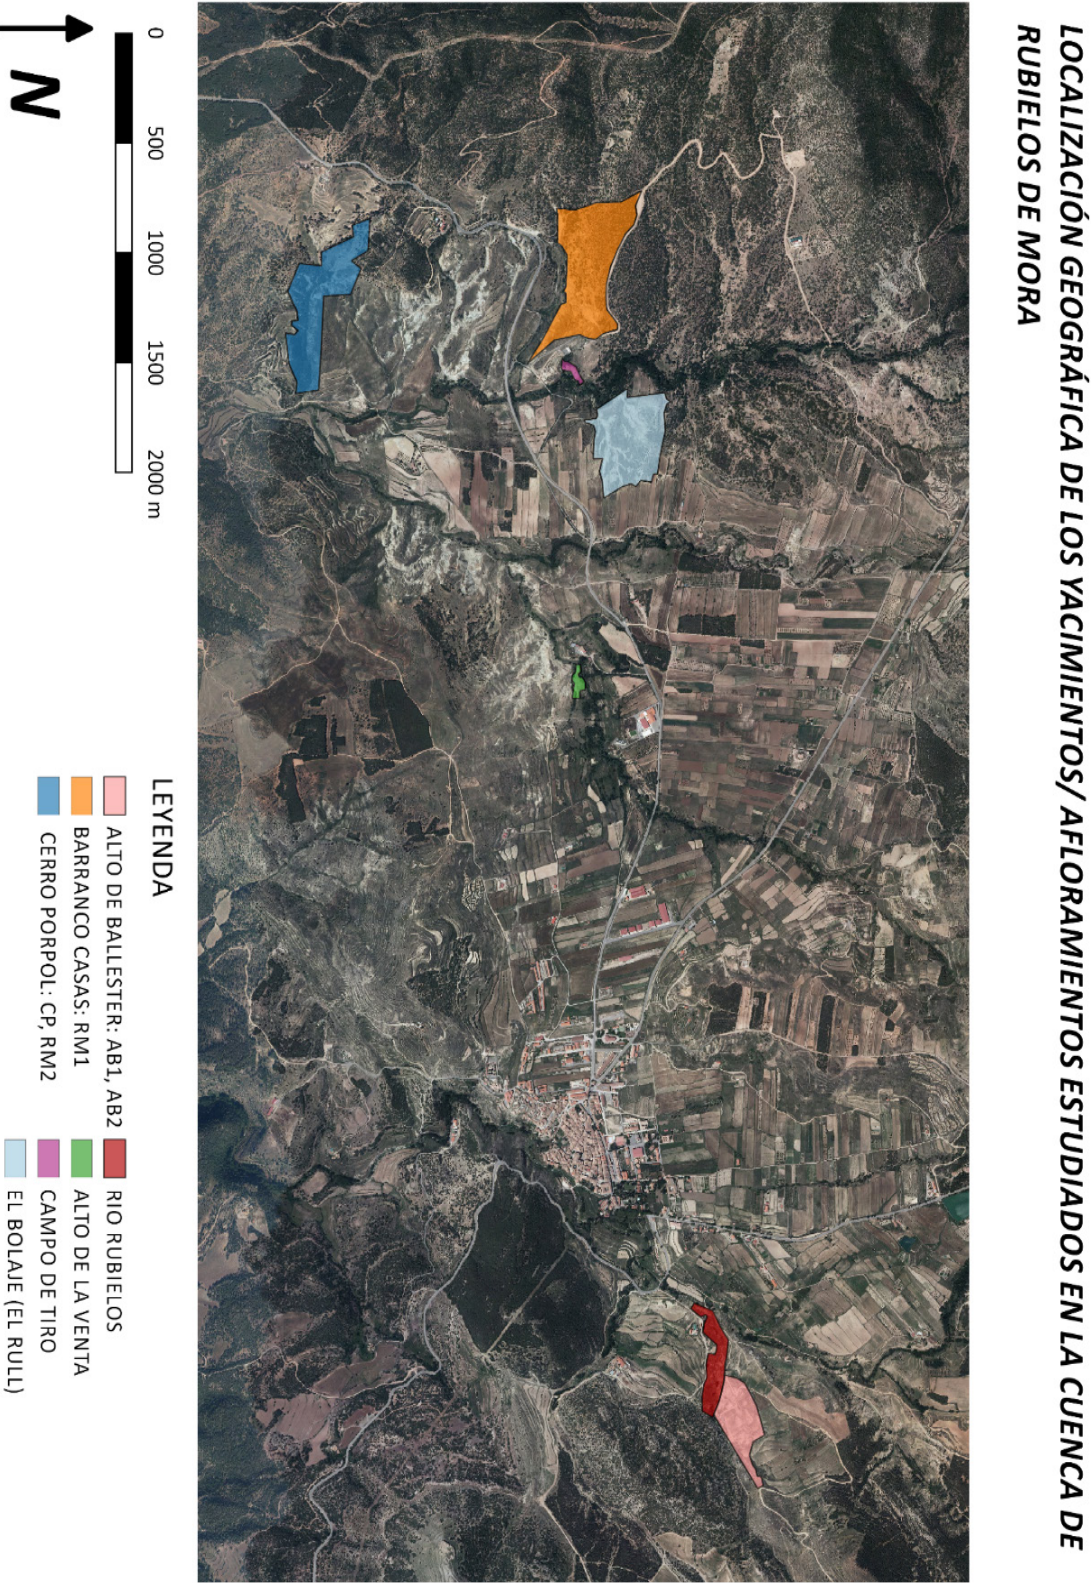 LOCALIZACIÓN GEOGRÁFICA DE LOS YACIMIENTOS/ AFLORAMIENTOS ESTUDIADOS EN LA CUENCA DE
RUBIELOS DE MORA
LEYENDA
ALTO DE BALLESTER: AB1, AB2
BARRANCO CASAS: RM1
CERRO PORPOL: CP, RM2
RIO RUBIELOS
ALTO DE LA VENTA
CAMPO DE TIRO
EL BOLAJE (EL RULL)
0 500 1000 1500 2000 m
N